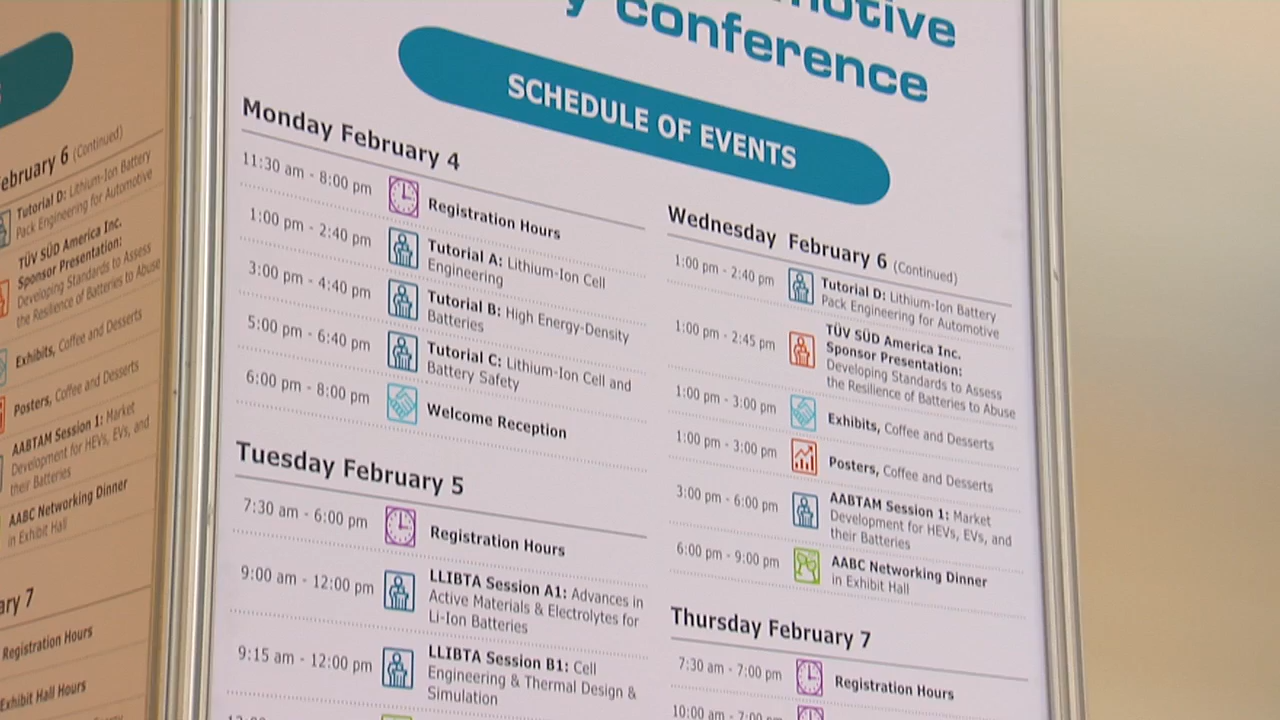 conference
SCHEDULE OF EVENTS
Monday February 4
11:30 am - 8:00 pm
Registration Hours
1:00 pm - 2:40 pm
Tutorial A: Lithium-Ion Cell
Engineering
3:00 pm - 4:40 pm
Tutorial B: High Energy-Density
Batteries
5:00 pm - 6:40 pm
Tutorial C: Lithium-Ion Cell and
Battery Safety
6:00 pm - 8:00 pm
Welcome Reception
Tuesday February 5
7:30 am - 6:00 pm
Registration Hours
9:00 am - 12:00 pm
LLIBTA Session A1: Advances in
Active Materials & Electrolytes for
Li-Ion Batteries
9:15 am - 12:00 pm
LLIBTA Session B1: Cell
Engineering & Thermal Design &
Simulation
Wednesday February 6 (Continued)
1:00 pm - 2:40 pm
Tutorial D: Lithium-Ion Battery
Pack Engineering for Automotive
1:00 pm - 2:45 pm
TÜV SÜD America Inc.
Sponsor Presentation:
Developing Standards to Assess
the Resilience of Batteries to Abuse
1:00 pm - 3:00 pm
Exhibits, Coffee and Desserts
1:00 pm - 3:00 pm
Posters, Coffee and Desserts
3:00 pm - 6:00 pm
AABTAM Session 1: Market
Development for HEVs, EVs, and
their Batteries
6:00 pm - 9:00 pm
AABC Networking Dinner
in Exhibit Hall
Thursday February 7
7:30 am - 7:00 pm
Registration Hours
10:00 am - 7:00 pm
ebruary 6 (Continued)
Tutorial D: Lithium-Ion Battery
Pack Engineering for Automotive
TÜV SÜD America Inc.
Sponsor Presentation:
Developing Standards to Assess
the Resilience of Batteries to Abuse
Exhibits, Coffee and Desserts
Posters, Coffee and Desserts
AABTAM Session 1: Market
Development for HEVs, EVs, and
their Batteries
AABC Networking Dinner
in Exhibit Hall
ary 7
Registration Hours
Exhibit Hall Hours